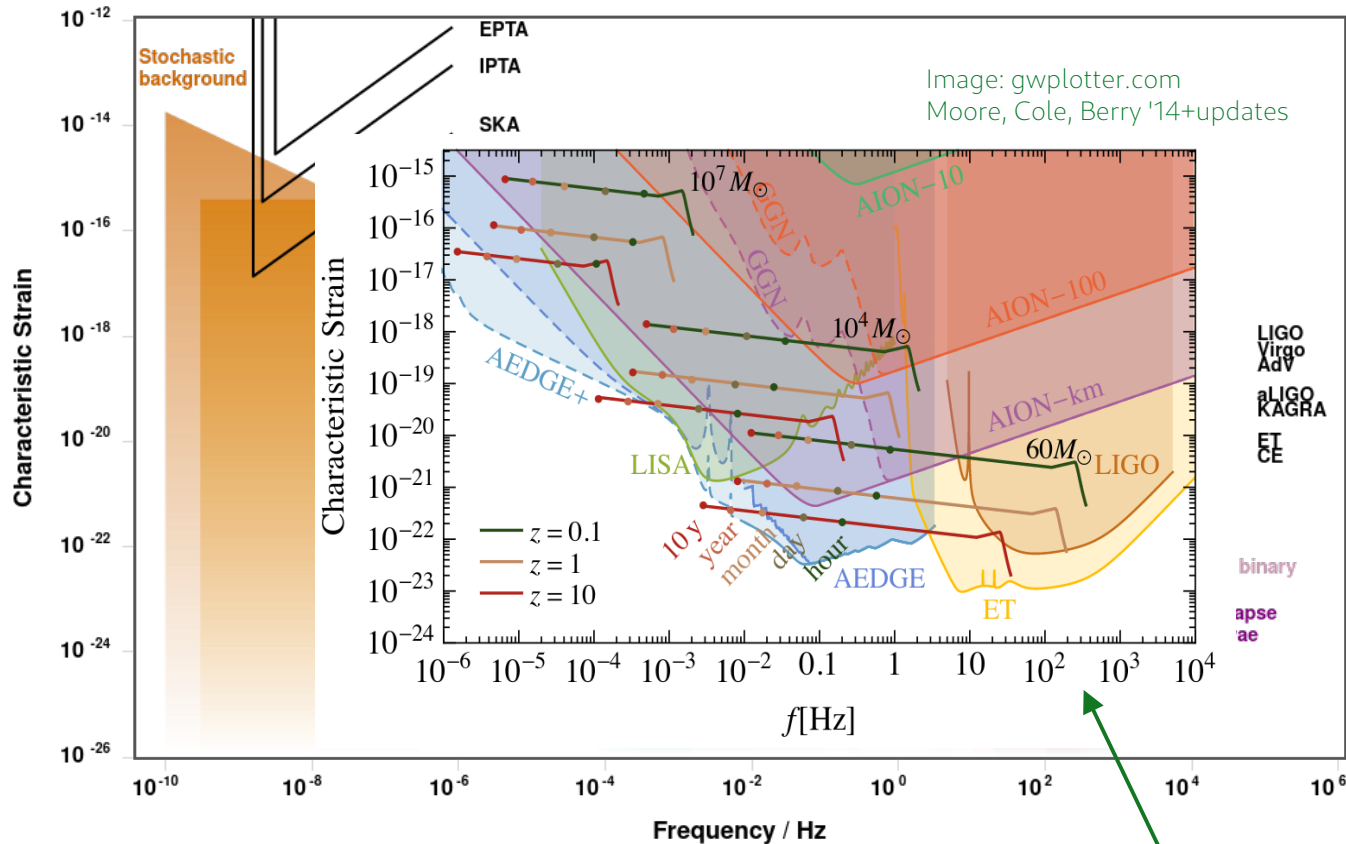 10^-12
10^-14
10^-16
10^-18
10^-20
10^-22
10^-24
10^-26
Characteristic Strain
Stochastic
background
EPTA
IPTA
SKA
Image: gwplotter.com
Moore, Cole, Berry '14+updates
10^-15
10^-16
10^-17
10^-18
10^-19
10^-20
10^-21
10^-22
10^-23
10^-24
Characteristic Strain
10^7 M⊙
GGN
GGN
AION-10
AION-100
10^4 M⊙
AEDGE+
AION-km
LISA
60M⊙
LIGO
z = 0.1
z = 1
z = 10
10 y
year
month
day
hour
AEDGE
ET
10^-6 10^-5 10^-4 10^-3 10^-2 0.1 1 10 10^2 10^3 10^4
f[Hz]
LIGO
Virgo
AdV
aLIGO
KAGRA
ET
CE
binary
apse
ae
10^-10 10^-8 10^-6 10^-4 10^-2 10^0 10^2 10^4 10^6
Frequency / Hz